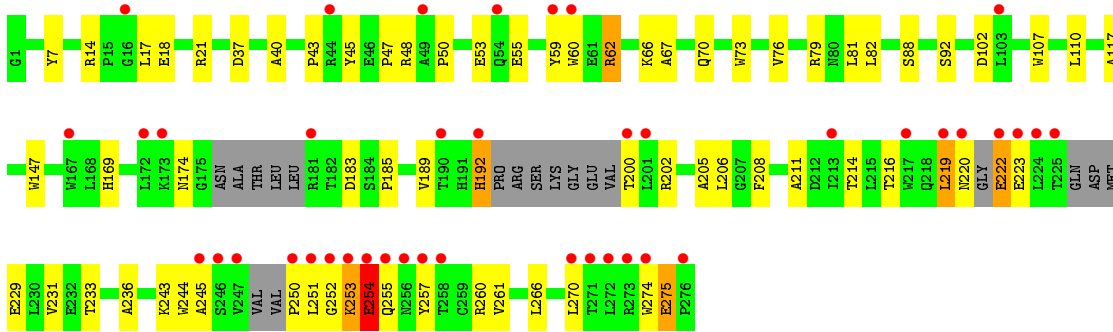 G1 Y7 R14 P15 G16 L17 E18 R21 D37 A40 P43 R44 Y45 E46 P47 R48 A49 P50 E53 Q54 E55 Y59 W60 E61 R62 K66 A67 Q70 W73 V76 R79 N80 L81 L82 S88 S92 D102 L103 W107 L110 A117
W147 W167 L168 H169 L172 K173 N174 G175 ASN ALA THR LEU LEU R181 T182 D183 S184 P185 V189 T190 H191 H192 PRO ARG SER LYS GLY GLU VAL T200 L201 R202 A205 L206 G207 F208 A211 D212 I213 T214 L215 T216 W217 Q218 L219 N220 GLY E222 E223 L224 T225 GLN ASP MET
E229 L230 V231 E232 T233 A236 K243 W244 A245 S246 V247 VAL VAL P250 L251 G252 K253 E254 Q255 N256 Y257 T258 C259 R260 V261 L266 L270 T271 L272 R273 W274 E275 P276